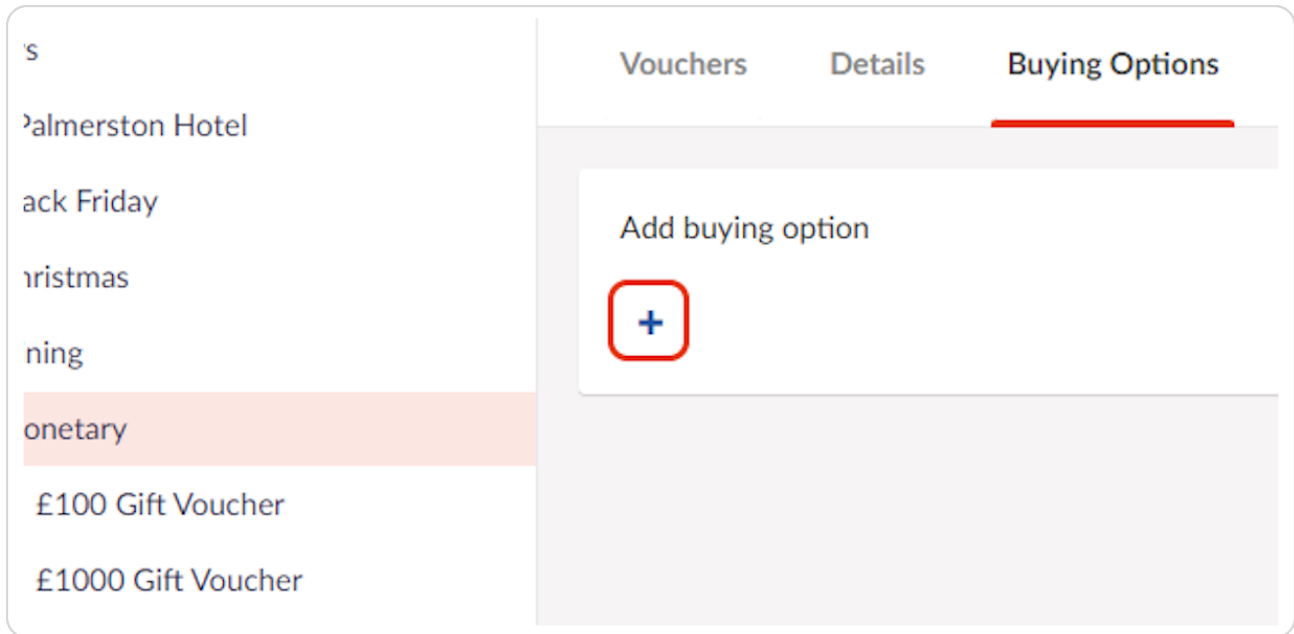 's
Palmerston Hotel
ack Friday
hristmas
ning
onetary
£100 Gift Voucher
£1000 Gift Voucher
Vouchers Details Buying Options
Add buying option
+